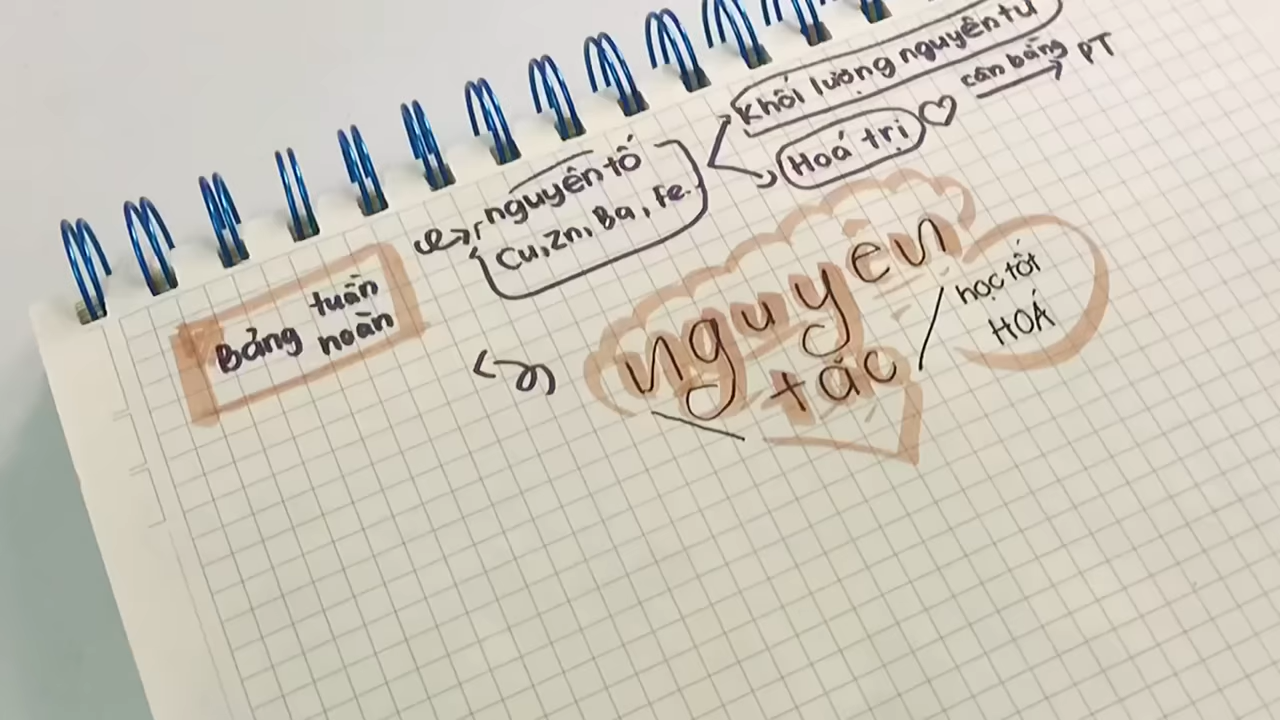 Khối lượng nguyên tử
Hoá trị
cân bằng
PT
nguyên tố
Cu, Zn, Ba, Fe.
Bảng tuần
hoàn
nguyên
tắc
học tốt
HOÁ